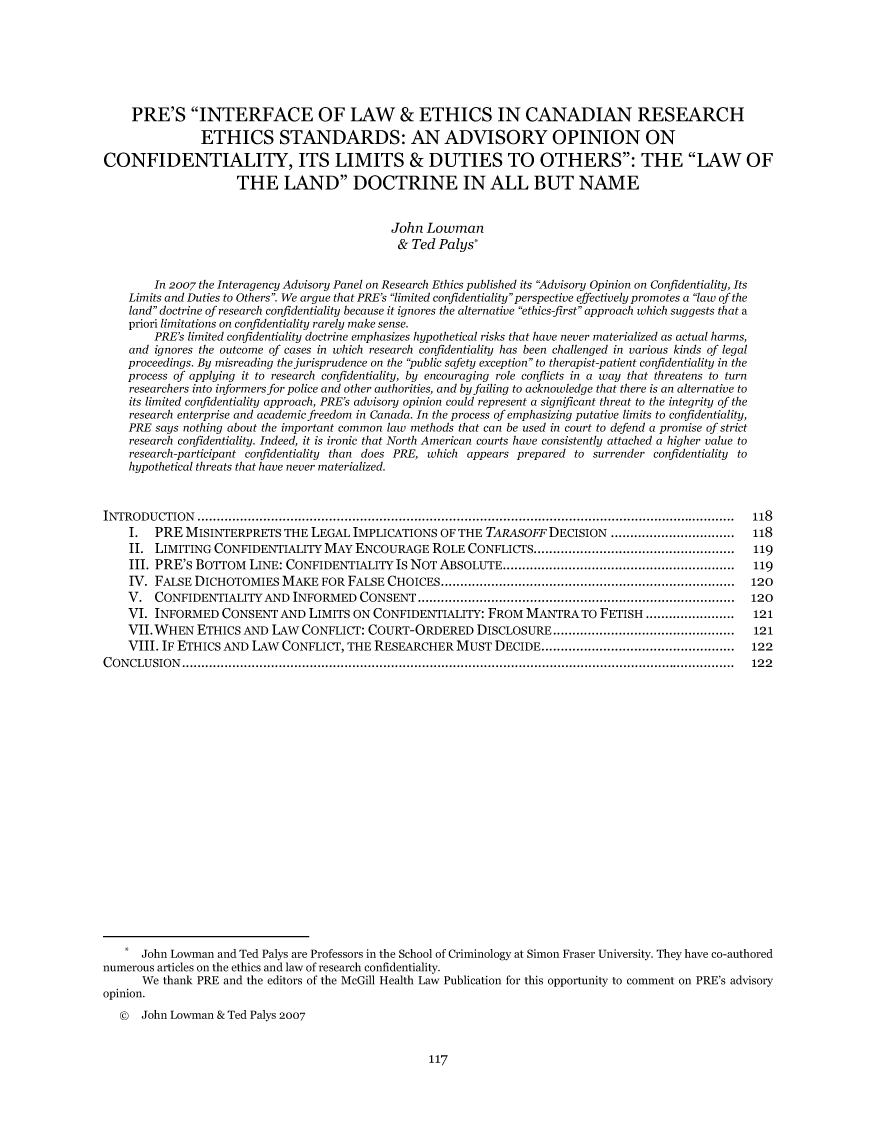 PRE’S “INTERFACE OF LAW & ETHICS IN CANADIAN RESEARCH
ETHICS STANDARDS: AN ADVISORY OPINION ON
CONFIDENTIALITY, ITS LIMITS & DUTIES TO OTHERS”: THE “LAW OF
THE LAND” DOCTRINE IN ALL BUT NAME
John Lowman
& Ted Palys*
In 2007 the Interagency Advisory Panel on Research Ethics published its “Advisory Opinion on Confidentiality, Its
Limits and Duties to Others”. We argue that PRE’s “limited confidentiality” perspective effectively promotes a “law of the
land” doctrine of research confidentiality because it ignores the alternative “ethics-first” approach which suggests that a
priori limitations on confidentiality rarely make sense.
PRE’s limited confidentiality doctrine emphasizes hypothetical risks that have never materialized as actual harms,
and ignores the outcome of cases in which research confidentiality has been challenged in various kinds of legal
proceedings. By misreading the jurisprudence on the “public safety exception” to therapist-patient confidentiality in the
process of applying it to research confidentiality, by encouraging role conflicts in a way that threatens to turn
researchers into informers for police and other authorities, and by failing to acknowledge that there is an alternative to
its limited confidentiality approach, PRE’s advisory opinion could represent a significant threat to the integrity of the
research enterprise and academic freedom in Canada. In the process of emphasizing putative limits to confidentiality,
PRE says nothing about the important common law methods that can be used in court to defend a promise of strict
research confidentiality. Indeed, it is ironic that North American courts have consistently attached a higher value to
research-participant confidentiality than does PRE, which appears prepared to surrender confidentiality to
hypothetical threats that have never materialized.
INTRODUCTION ........................................................................................................................................ 118
I. PRE MISINTERPRETS THE LEGAL IMPLICATIONS OF THE TARASOFF DECISION ................................ 118
II. LIMITING CONFIDENTIALITY MAY ENCOURAGE ROLE CONFLICTS.................................................... 119
III. PRE’S BOTTOM LINE: CONFIDENTIALITY IS NOT ABSOLUTE............................................................ 119
IV. FALSE DICHOTOMIES MAKE FOR FALSE CHOICES............................................................................ 120
V. CONFIDENTIALITY AND INFORMED CONSENT.................................................................................. 120
VI. INFORMED CONSENT AND LIMITS ON CONFIDENTIALITY: FROM MANTRA TO FETISH ....................... 121
VII. WHEN ETHICS AND LAW CONFLICT: COURT-ORDERED DISCLOSURE............................................... 121
VIII. IF ETHICS AND LAW CONFLICT, THE RESEARCHER MUST DECIDE.................................................. 122
CONCLUSION............................................................................................................................................ 122
* John Lowman and Ted Palys are Professors in the School of Criminology at Simon Fraser University. They have co-authored
numerous articles on the ethics and law of research confidentiality.
We thank PRE and the editors of the McGill Health Law Publication for this opportunity to comment on PRE’s advisory
opinion.
© John Lowman & Ted Palys 2007
117